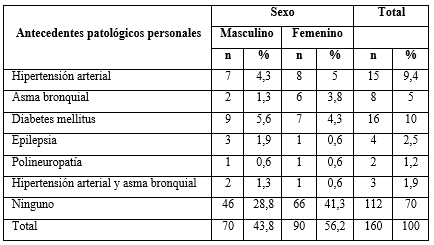 Antecedentes patológicos personales Sexo Total
Masculino Femenino
n % n % n %
Hipertensión arterial 7 4,3 8 5 15 9,4
Asma bronquial 2 1,3 6 3,8 8 5
Diabetes mellitus 9 5,6 7 4,3 16 10
Epilepsia 3 1,9 1 0,6 4 2,5
Polineuropatía 1 0,6 1 0,6 2 1,2
Hipertensión arterial y asma bronquial 2 1,3 1 0,6 3 1,9
Ninguno 46 28,8 66 41,3 112 70
Total 70 43,8 90 56,2 160 100